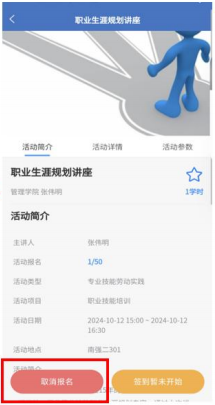 职业生涯规划讲座
活动简介 活动详情 活动参数
职业生涯规划讲座
管理学院 张伟明 1学时
活动简介
主讲人 张伟明
活动报名 1/50
活动类型 专业技能劳动实践
活动项目 职业技能培训
活动日期 2024-10-12 15:00 ~ 2024-10-12
16:30
活动地点 南强二301
取消报名 签到暂未开始